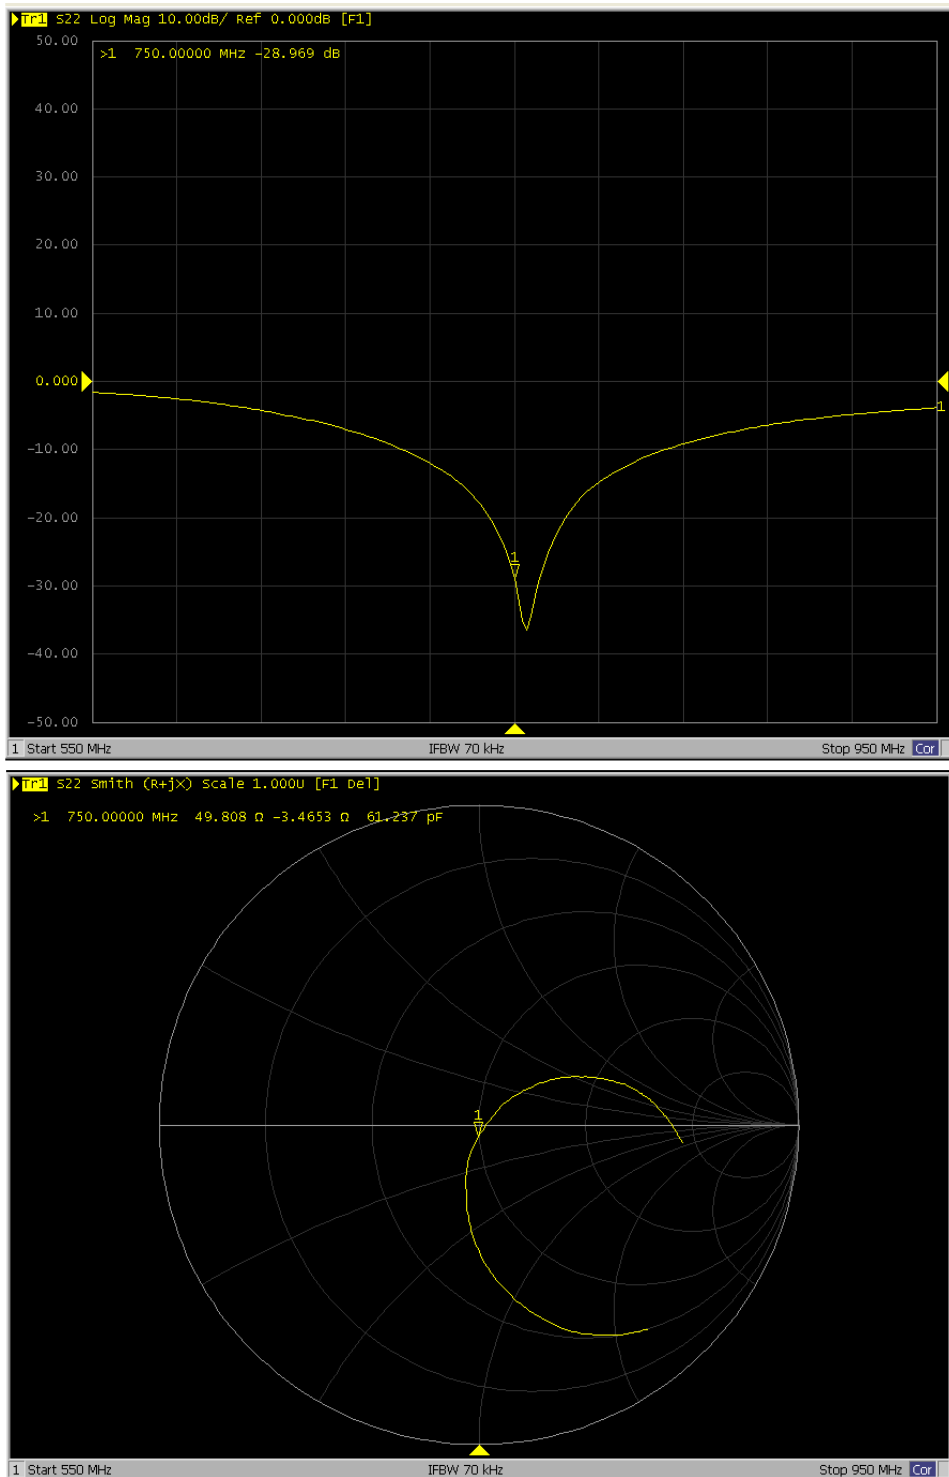 Tr1 S22 Log Mag 10.00dB/ Ref 0.000dB [F1]
50.00
>1 750.00000 MHz -28.969 dB
40.00
30.00
20.00
10.00
0.000
1
-10.00
-20.00
1
-30.00
-40.00
-50.00
1 Start 550 MHz IFBW 70 kHz Stop 950 MHz Cor
Tr1 S22 Smith (R+jX) Scale 1.000U [F1 Del]
>1 750.00000 MHz 49.808 Ω -3.4653 Ω 61.237 pF
1
1 Start 550 MHz IFBW 70 kHz Stop 950 MHz Cor